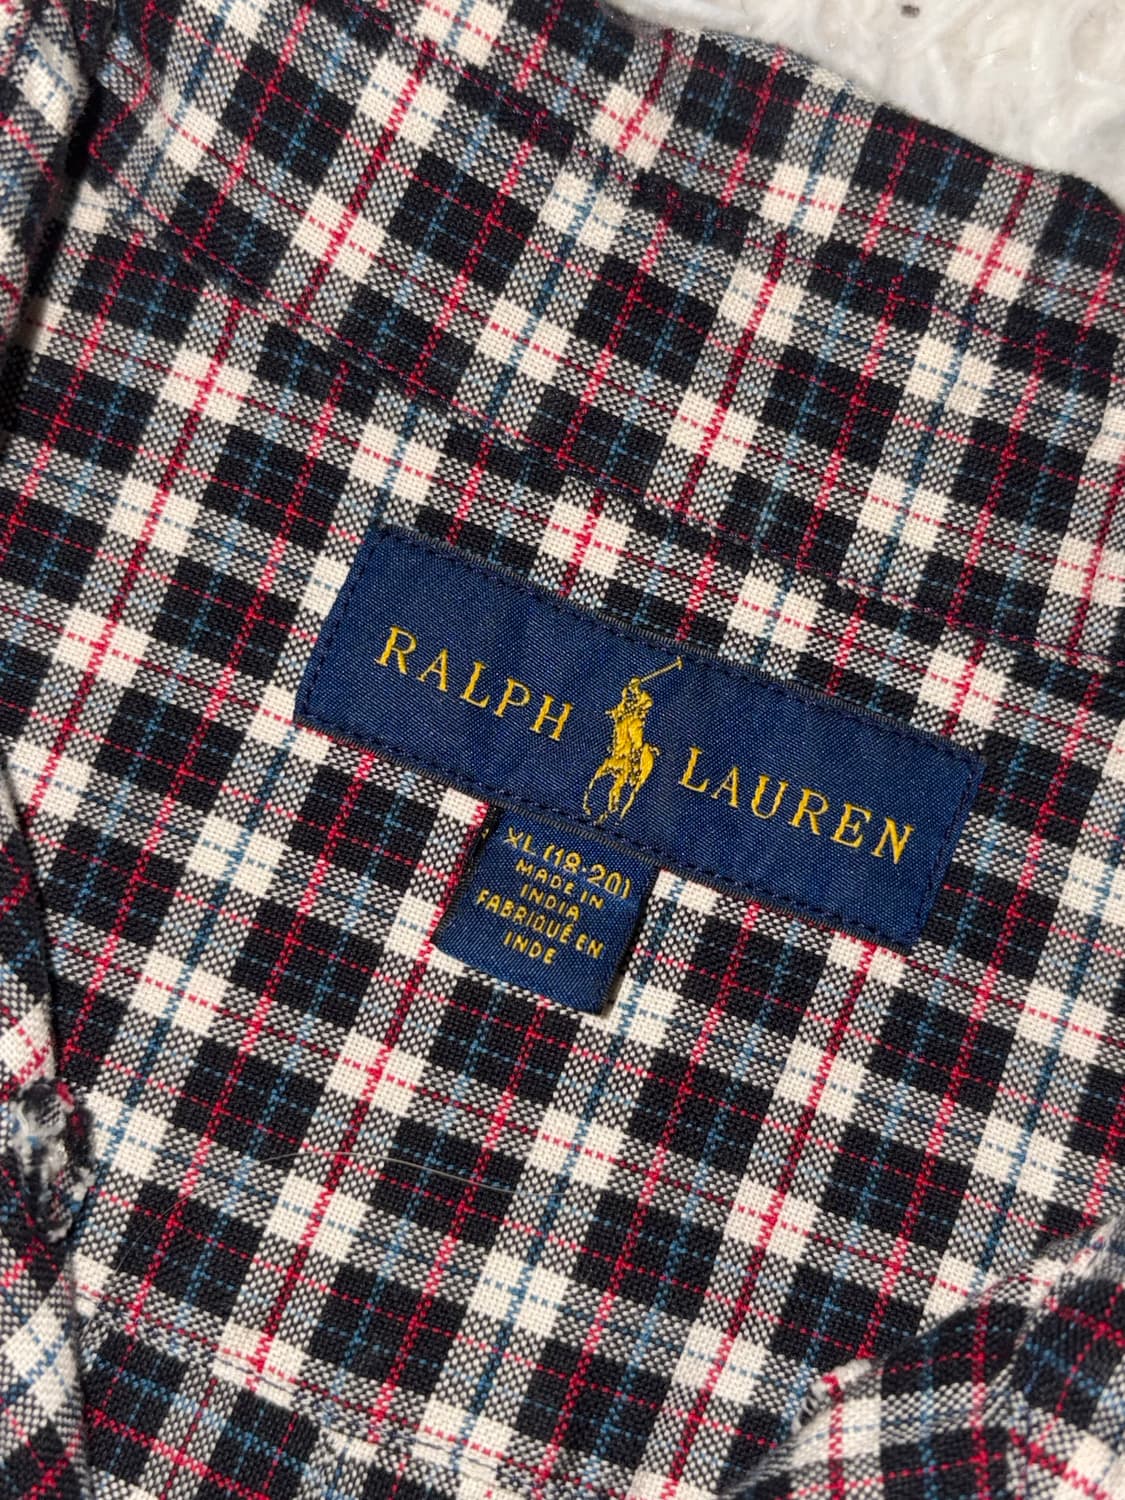 RALPH LAUREN
XL (18-20)
MADE IN
INDIA
FABRIQUÉ EN
INDE